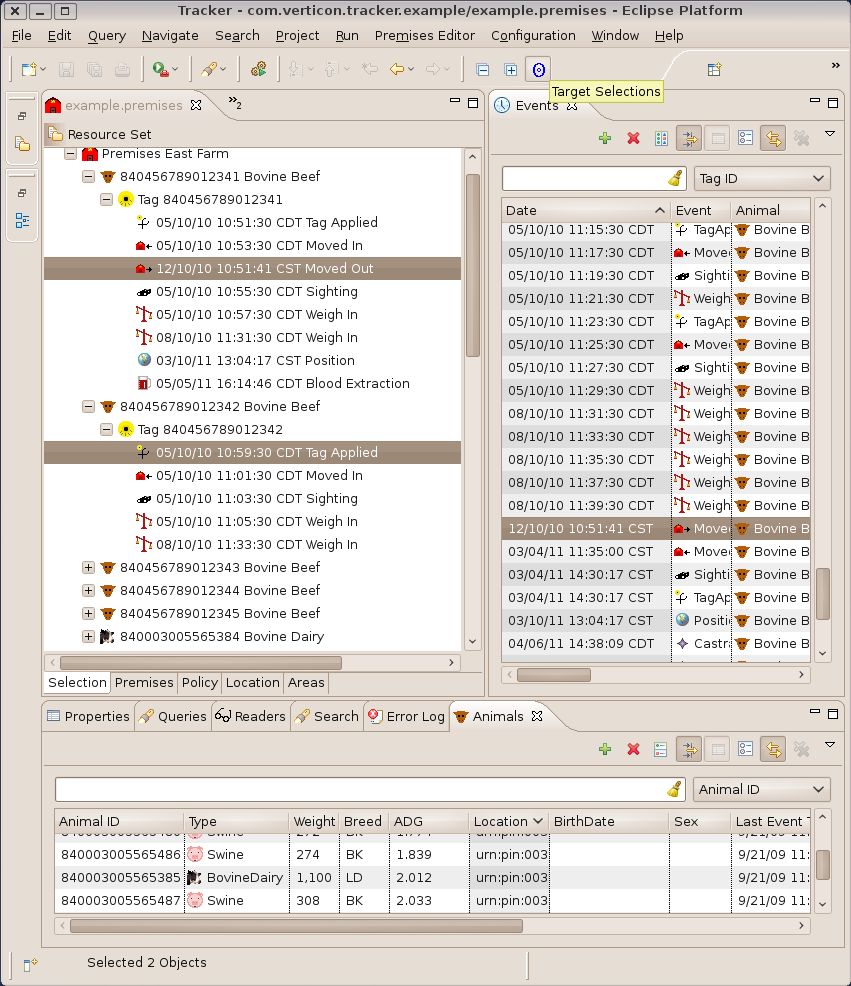 Tracker - com.verticon.tracker.example/example.premises - Eclipse Platform
File Edit Query Navigate Search Project Run Premises Editor Configuration Window Help
»
Target Selections
example.premises »2
Resource Set
Premises East Farm
840456789012341 Bovine Beef
Tag 840456789012341
05/10/10 10:51:30 CDT Tag Applied
05/10/10 10:53:30 CDT Moved In
12/10/10 10:51:41 CST Moved Out
05/10/10 10:55:30 CDT Sighting
05/10/10 10:57:30 CDT Weigh In
08/10/10 11:31:30 CDT Weigh In
03/10/11 13:04:17 CST Position
05/05/11 16:14:46 CDT Blood Extraction
840456789012342 Bovine Beef
Tag 840456789012342
05/10/10 10:59:30 CDT Tag Applied
05/10/10 11:01:30 CDT Moved In
05/10/10 11:03:30 CDT Sighting
05/10/10 11:05:30 CDT Weigh In
08/10/10 11:33:30 CDT Weigh In
840456789012343 Bovine Beef
840456789012344 Bovine Beef
840456789012345 Bovine Beef
840003005565384 Bovine Dairy
Selection Premises Policy Location Areas
Events
Tag ID
Date Event Animal
05/10/10 11:15:30 CDT TagAp Bovine B
05/10/10 11:17:30 CDT Move Bovine B
05/10/10 11:19:30 CDT Sighti Bovine B
05/10/10 11:21:30 CDT Weigh Bovine B
05/10/10 11:23:30 CDT TagAp Bovine B
05/10/10 11:25:30 CDT Move Bovine B
05/10/10 11:27:30 CDT Sighti Bovine B
05/10/10 11:29:30 CDT Weigh Bovine B
08/10/10 11:31:30 CDT Weigh Bovine B
08/10/10 11:33:30 CDT Weigh Bovine B
08/10/10 11:35:30 CDT Weigh Bovine B
08/10/10 11:37:30 CDT Weigh Bovine B
08/10/10 11:39:30 CDT Weigh Bovine B
12/10/10 10:51:41 CST Move Bovine B
03/04/11 11:35:00 CST Move Bovine B
03/04/11 14:30:17 CST Sighti Bovine B
03/04/11 14:30:17 CST TagAp Bovine B
03/10/11 13:04:17 CST Positi Bovine B
04/06/11 14:38:09 CDT Castr Bovine B
Properties Queries Readers Search Error Log Animals
Animal ID
Animal ID Type Weight Breed ADG Location BirthDate Sex Last Event T
840003005565486 Swine 274 BK 1.839 urn:pin:003 9/21/09 11:
840003005565385 BovineDairy 1,100 LD 2.012 urn:pin:003 9/21/09 11:
840003005565487 Swine 308 BK 2.033 urn:pin:003 9/21/09 11:
Selected 2 Objects